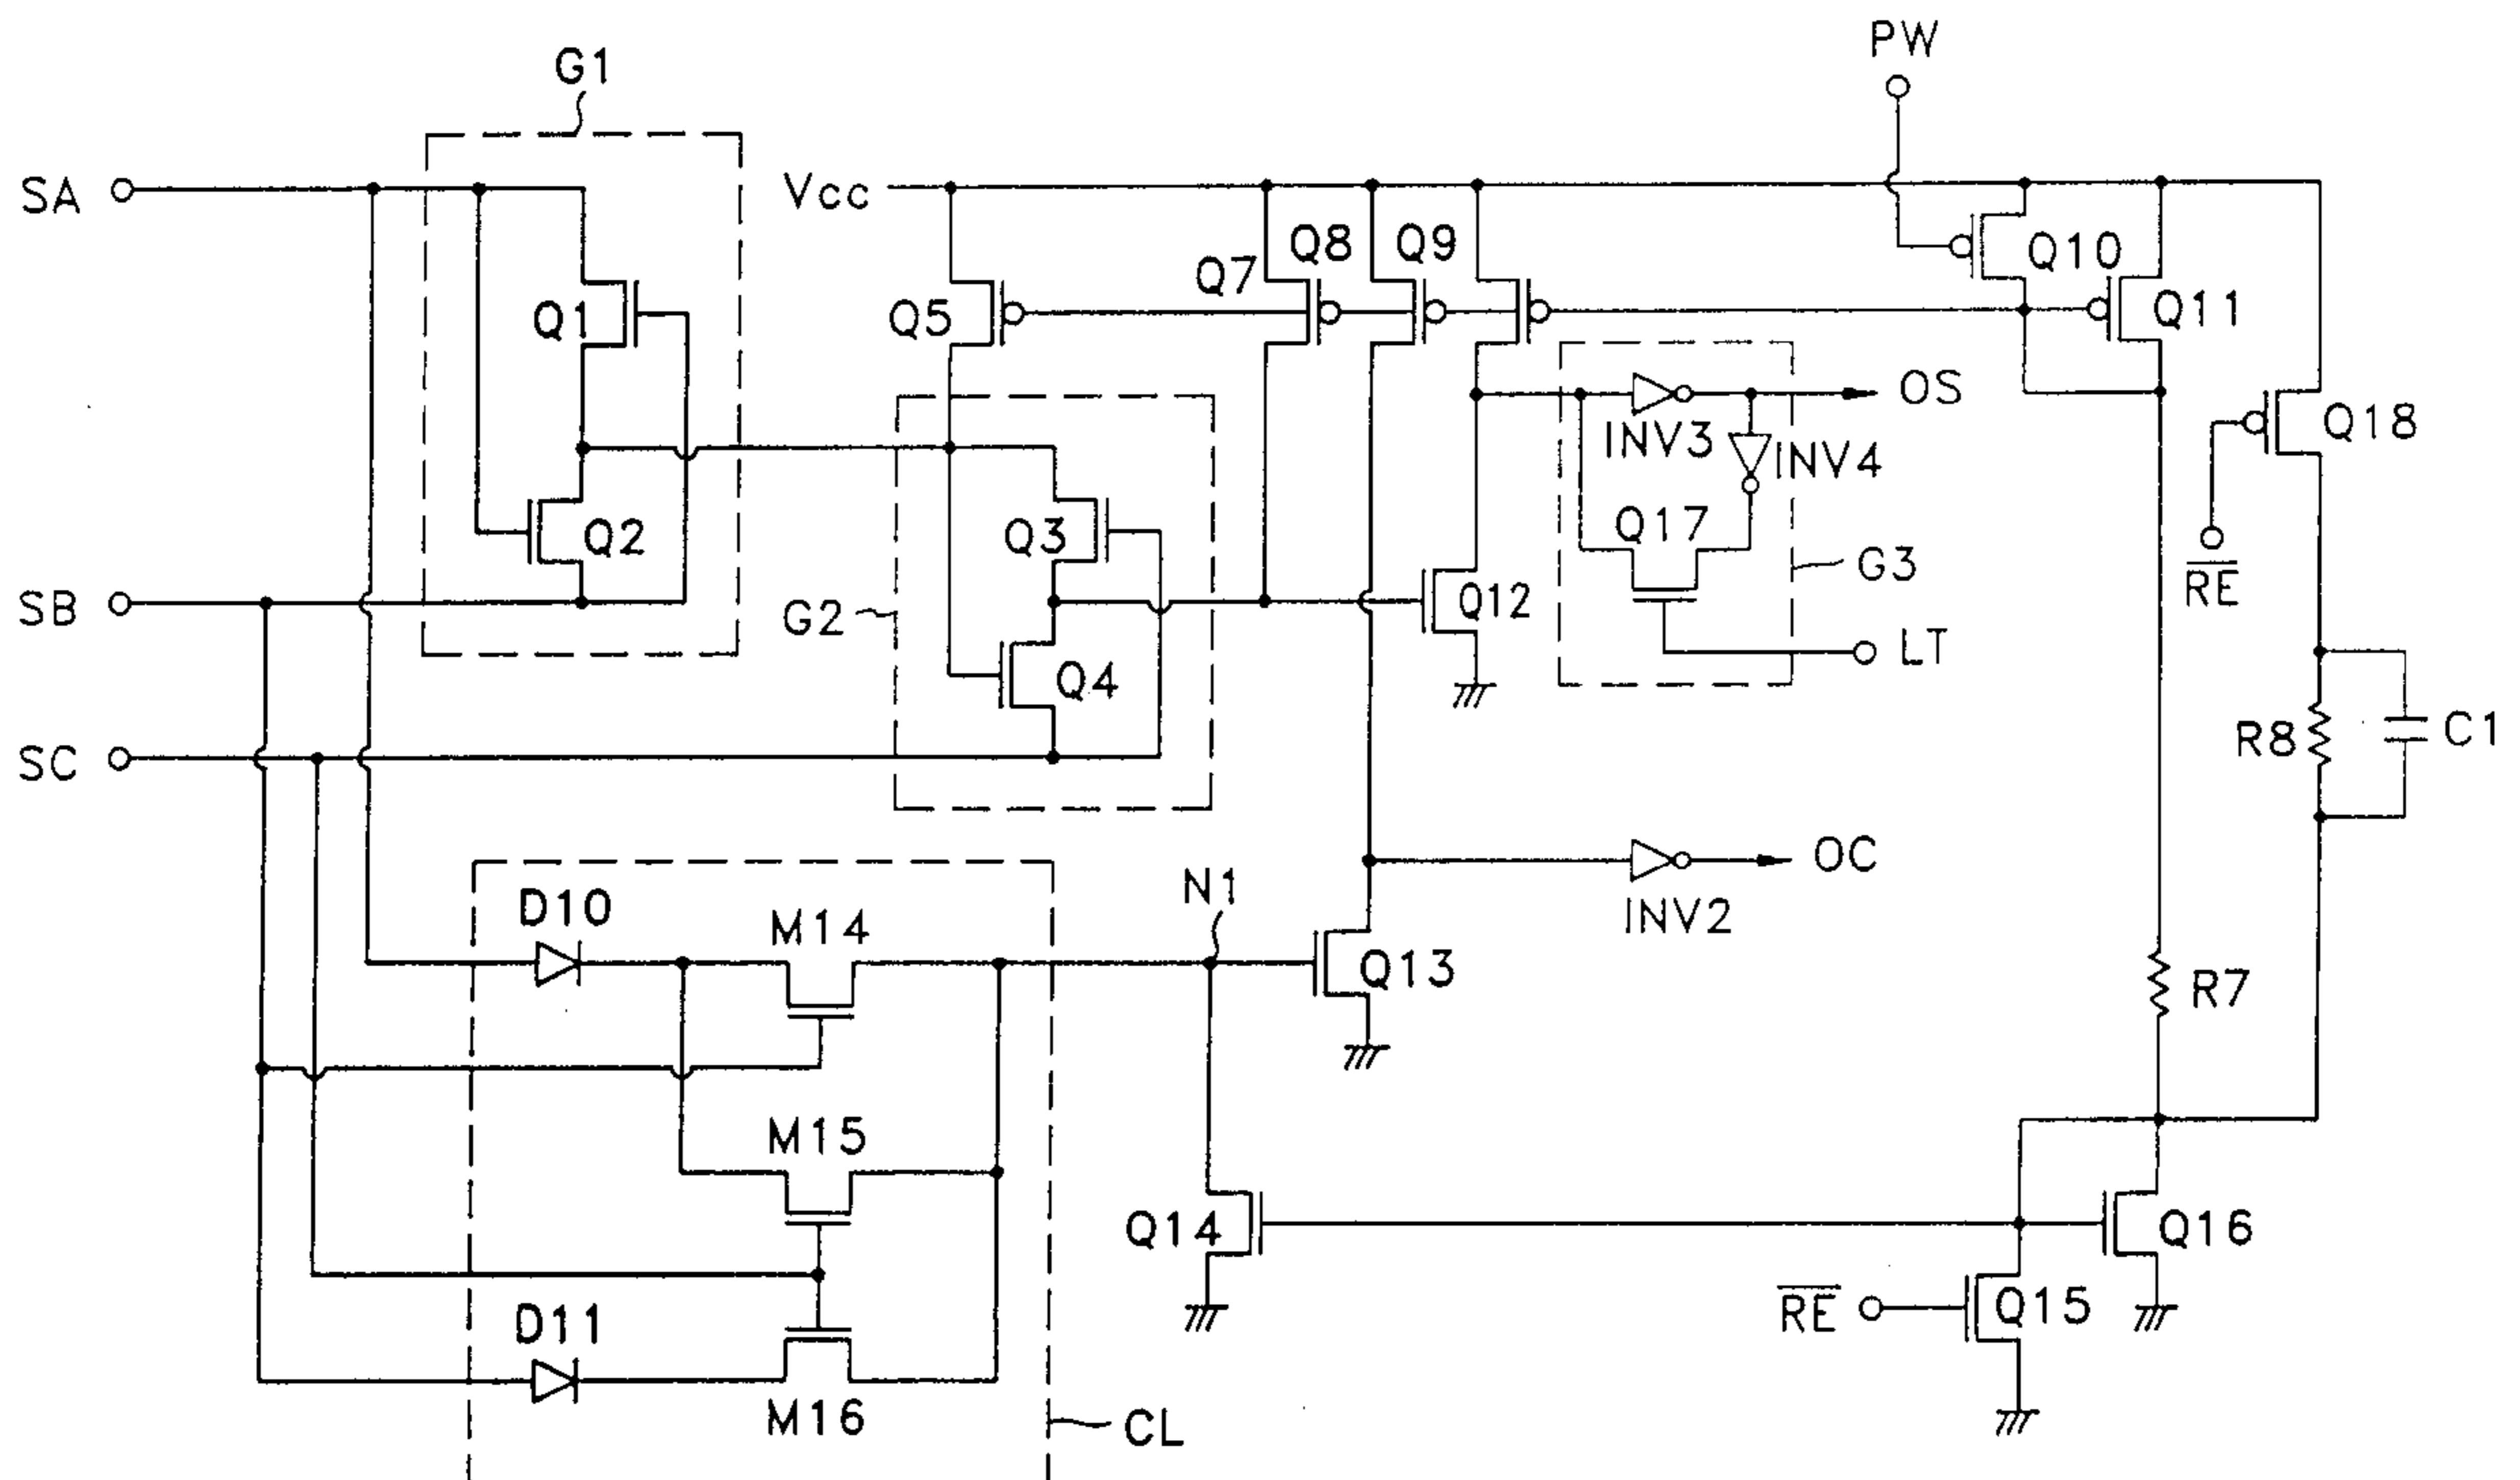 PW
G1
SA
Vcc
Q8
Q9
Q10
Q7
Q1
Q5
Q11
OS
Q18
INV3
INV4
Q2
Q3
Q17
G3
RE
SB
G2
Q12
LT
Q4
SC
R8
C1
OC
N1
D10
M14
INV2
Q13
R7
M15
Q14
Q16
RE
Q15
D11
M16
CL